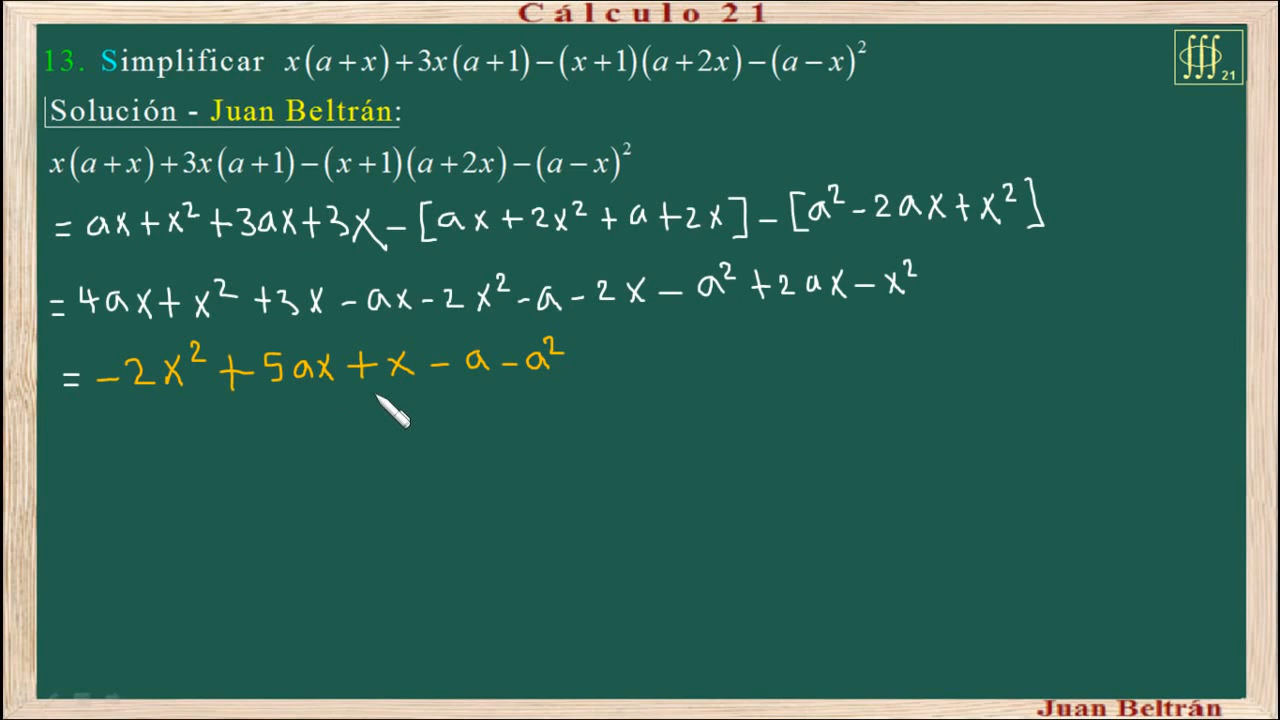 Cálculo 21
13. Simplificar x(a+x)+3x(a+1)−(x+1)(a+2x)−(a−x)²
21
Solución - Juan Beltrán:
x(a+x)+3x(a+1)−(x+1)(a+2x)−(a−x)²
= ax+x²+3ax+3x−[ax+2x²+a+2x]−[a²−2ax+x²]
= 4ax+x²+3x−ax−2x²−a−2x−a²+2ax−x²
= −2x²+5ax+x−a−a²
Juan Beltrán